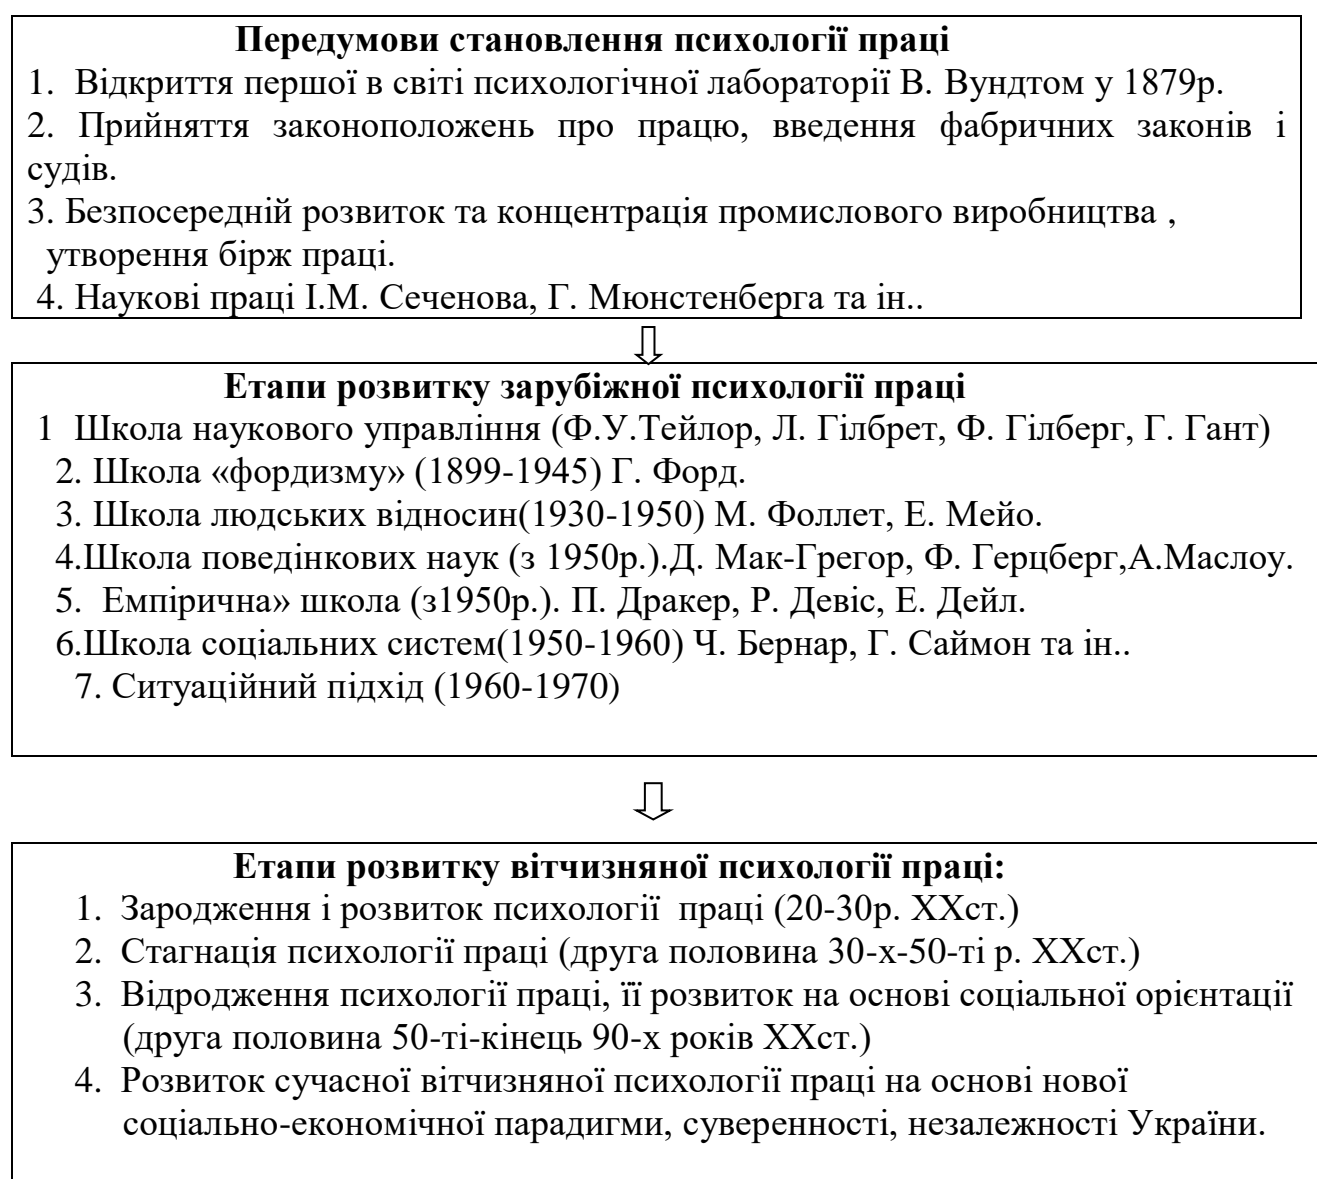 Передумови становлення психології праці
1. Відкриття першої в світі психологічної лабораторії В. Вундтом у 1879р.
2. Прийняття законоположень про працю, введення фабричних законів і
судів.
3. Безпосередній розвиток та концентрація промислового виробництва ,
утворення бірж праці.
4. Наукові праці І.М. Сеченова, Г. Мюнстенберга та ін..
Етапи розвитку зарубіжної психології праці
1 Школа наукового управління (Ф.У.Тейлор, Л. Гілбрет, Ф. Гілберг, Г. Гант)
2. Школа «фордизму» (1899-1945) Г. Форд.
3. Школа людських відносин(1930-1950) М. Фоллет, Е. Мейо.
4.Школа поведінкових наук (з 1950р.).Д. Мак-Грегор, Ф. Герцберг,А.Маслоу.
5. Емпірична» школа (з1950р.). П. Дракер, Р. Девіс, Е. Дейл.
6.Школа соціальних систем(1950-1960) Ч. Бернар, Г. Саймон та ін..
7. Ситуаційний підхід (1960-1970)
Етапи розвитку вітчизняної психології праці:
1. Зародження і розвиток психології праці (20-30р. ХХст.)
2. Стагнація психології праці (друга половина 30-х-50-ті р. ХХст.)
3. Відродження психології праці, її розвиток на основі соціальної орієнтації
(друга половина 50-ті-кінець 90-х років ХХст.)
4. Розвиток сучасної вітчизняної психології праці на основі нової
соціально-економічної парадигми, суверенності, незалежності України.